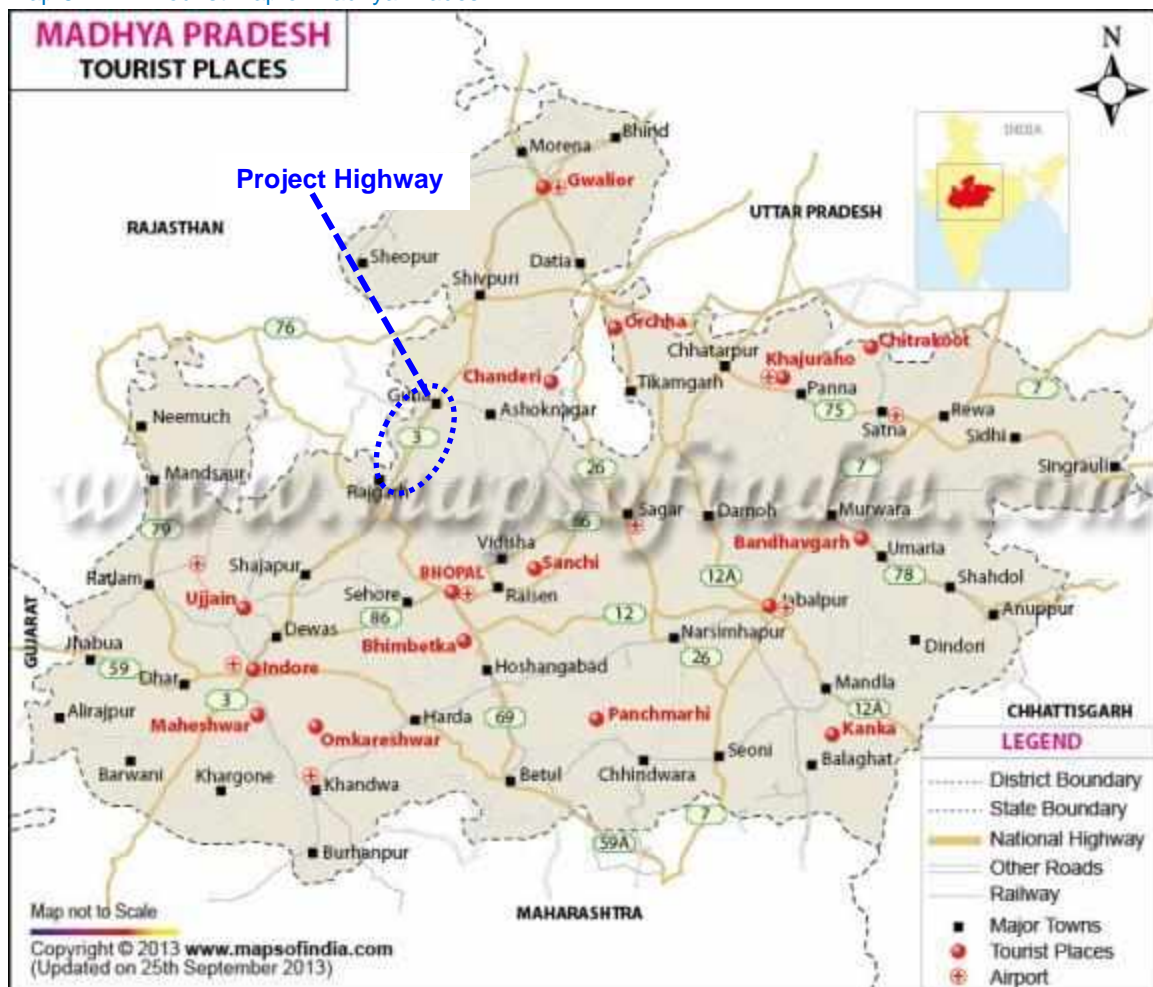 MADHYA PRADESH
TOURIST PLACES
N
INDIA
Project Highway
RAJASTHAN
UTTAR PRADESH
Morena
Bhind
Gwalior
Sheopur
Datia
Shivpuri
76
Orchha
Chitrakoot
Chhatarpur
Khajuraho
Chanderi
Tikamgarh
Panna
7
Ashoknagar
75
Neemuch
Rewa
Satna
3
Sidhi
Mandsaur
26
7
Singrauli
www.mapsofindia.com
Sagar
Damoh
Murwara
79
86
Vidisha
Bandhavgarh
Umaria
Sanchi
Shajapur
BHOPAL
12A
78
Shahdol
Ratlam
Raisen
Ujjain
Sehore
Jabalpur
Anuppur
GUJARAT
86
12
Dewas
Narsimhapur
Dindori
Jhabua
Bhimbetka
59
Indore
Hoshangabad
26
Dhar
3
Mandla
Alirajpur
Maheshwar
Harda
69
Panchmarhi
12A
CHHATTISGARH
Omkareshwar
Kanka
LEGEND
Barwani
Khargone
Khandwa
Betul
Chhindwara
Seoni
Balaghat
District Boundary
State Boundary
7
National Highway
59A
Burhanpur
Other Roads
Railway
Map not to Scale
MAHARASHTRA
Major Towns
Copyright © 2013 www.mapsofindia.com
Tourist Places
(Updated on 25th September 2013)
Airport